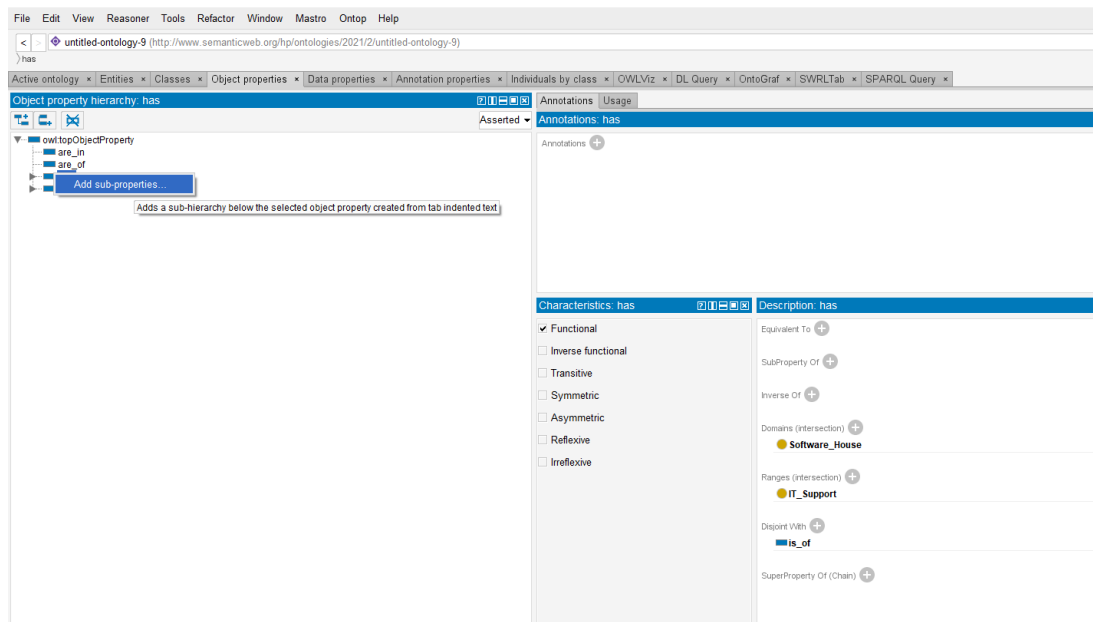 File Edit View Reasoner Tools Refactor Window Mastro Ontop Help
< > untitled-ontology-9 (http://www.semanticweb.org/hp/ontologies/2021/2/untitled-ontology-9)
has
Active ontology × Entities × Classes × Object properties × Data properties × Annotation properties × Individuals by class × OWLViz × DL Query × OntoGraf × SWRLTab × SPARQL Query ×
Object property hierarchy: has
Asserted
owl:topObjectProperty
are_in
are_of
Add sub-properties...
Adds a sub-hierarchy below the selected object property created from tab indented text
Annotations Usage
Annotations: has
Annotations
Characteristics: has
Functional
Inverse functional
Transitive
Symmetric
Asymmetric
Reflexive
Irreflexive
Description: has
Equivalent To
SubProperty Of
Inverse Of
Domains (intersection)
Software_House
Ranges (intersection)
IT_Support
Disjoint With
is_of
SuperProperty Of (Chain)